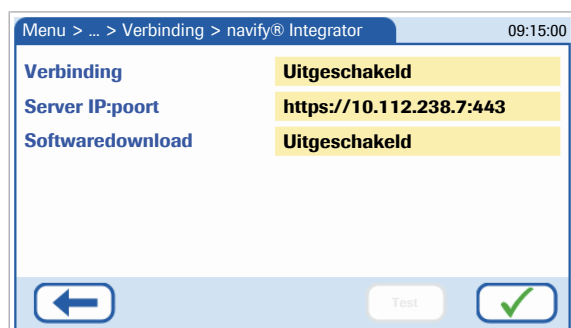 Menu > ... > Verbinding > navify® Integrator 09:15:00
Verbinding Uitgeschakeld
Server IP:poort https://10.112.238.7:443
Softwaredownload Uitgeschakeld
Test